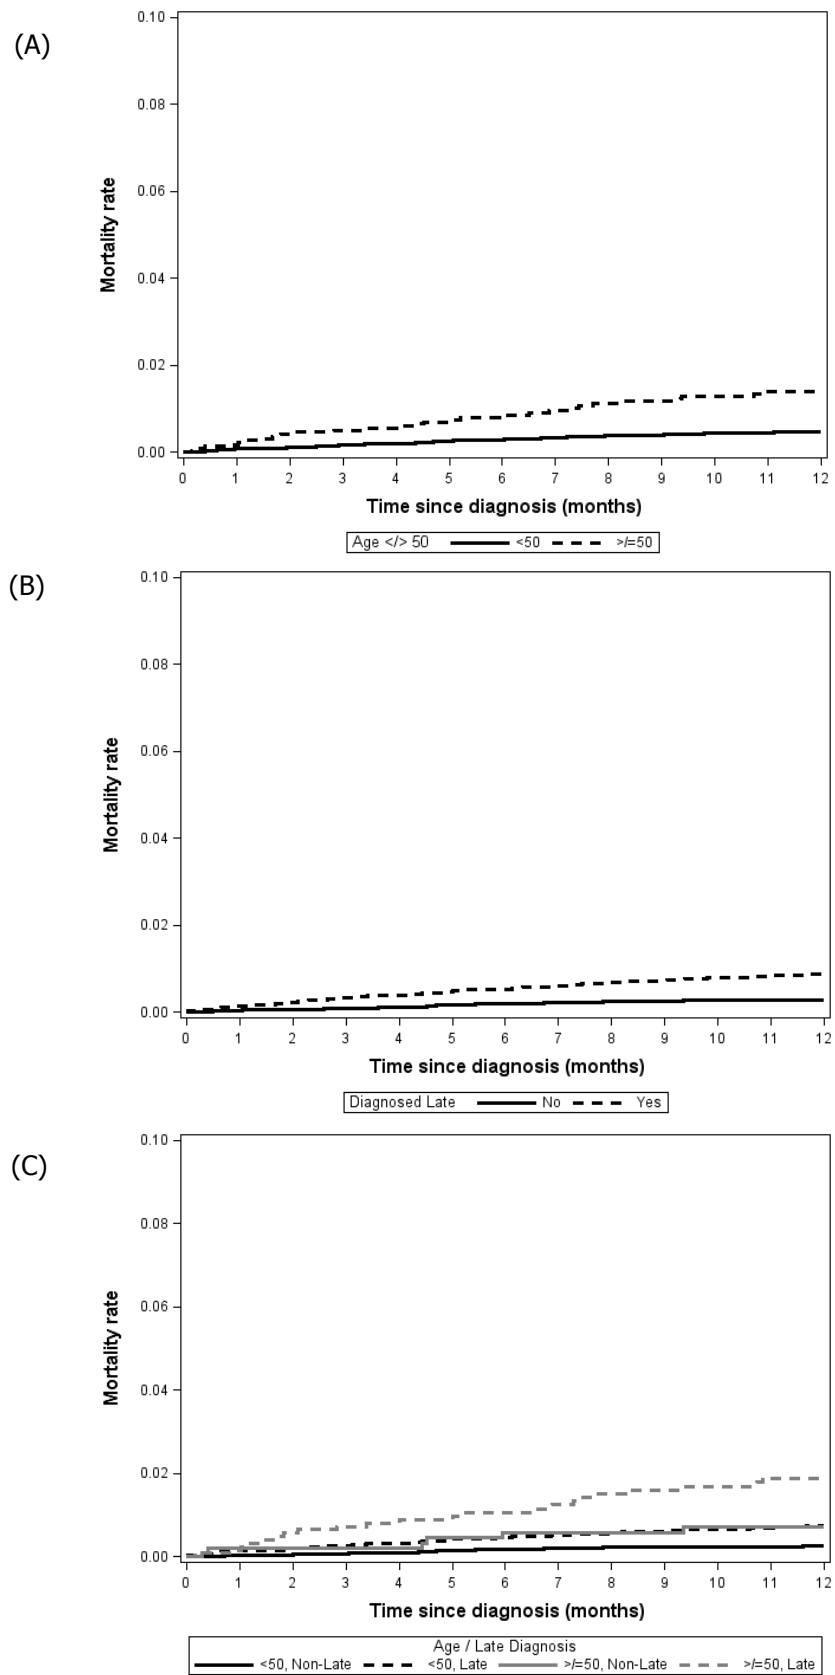 (A)
0.10
0.08
0.06
0.04
0.02
0.00
Mortality rate
0 1 2 3 4 5 6 7 8 9 10 11 12
Time since diagnosis (months)
Age </> 50 <50 >/=50
(B)
0.10
0.08
0.06
0.04
0.02
0.00
Mortality rate
0 1 2 3 4 5 6 7 8 9 10 11 12
Time since diagnosis (months)
Diagnosed Late No Yes
(C)
0.10
0.08
0.06
0.04
0.02
0.00
Mortality rate
0 1 2 3 4 5 6 7 8 9 10 11 12
Time since diagnosis (months)
Age / Late Diagnosis
<50, Non-Late <50, Late >/=50, Non-Late >/=50, Late